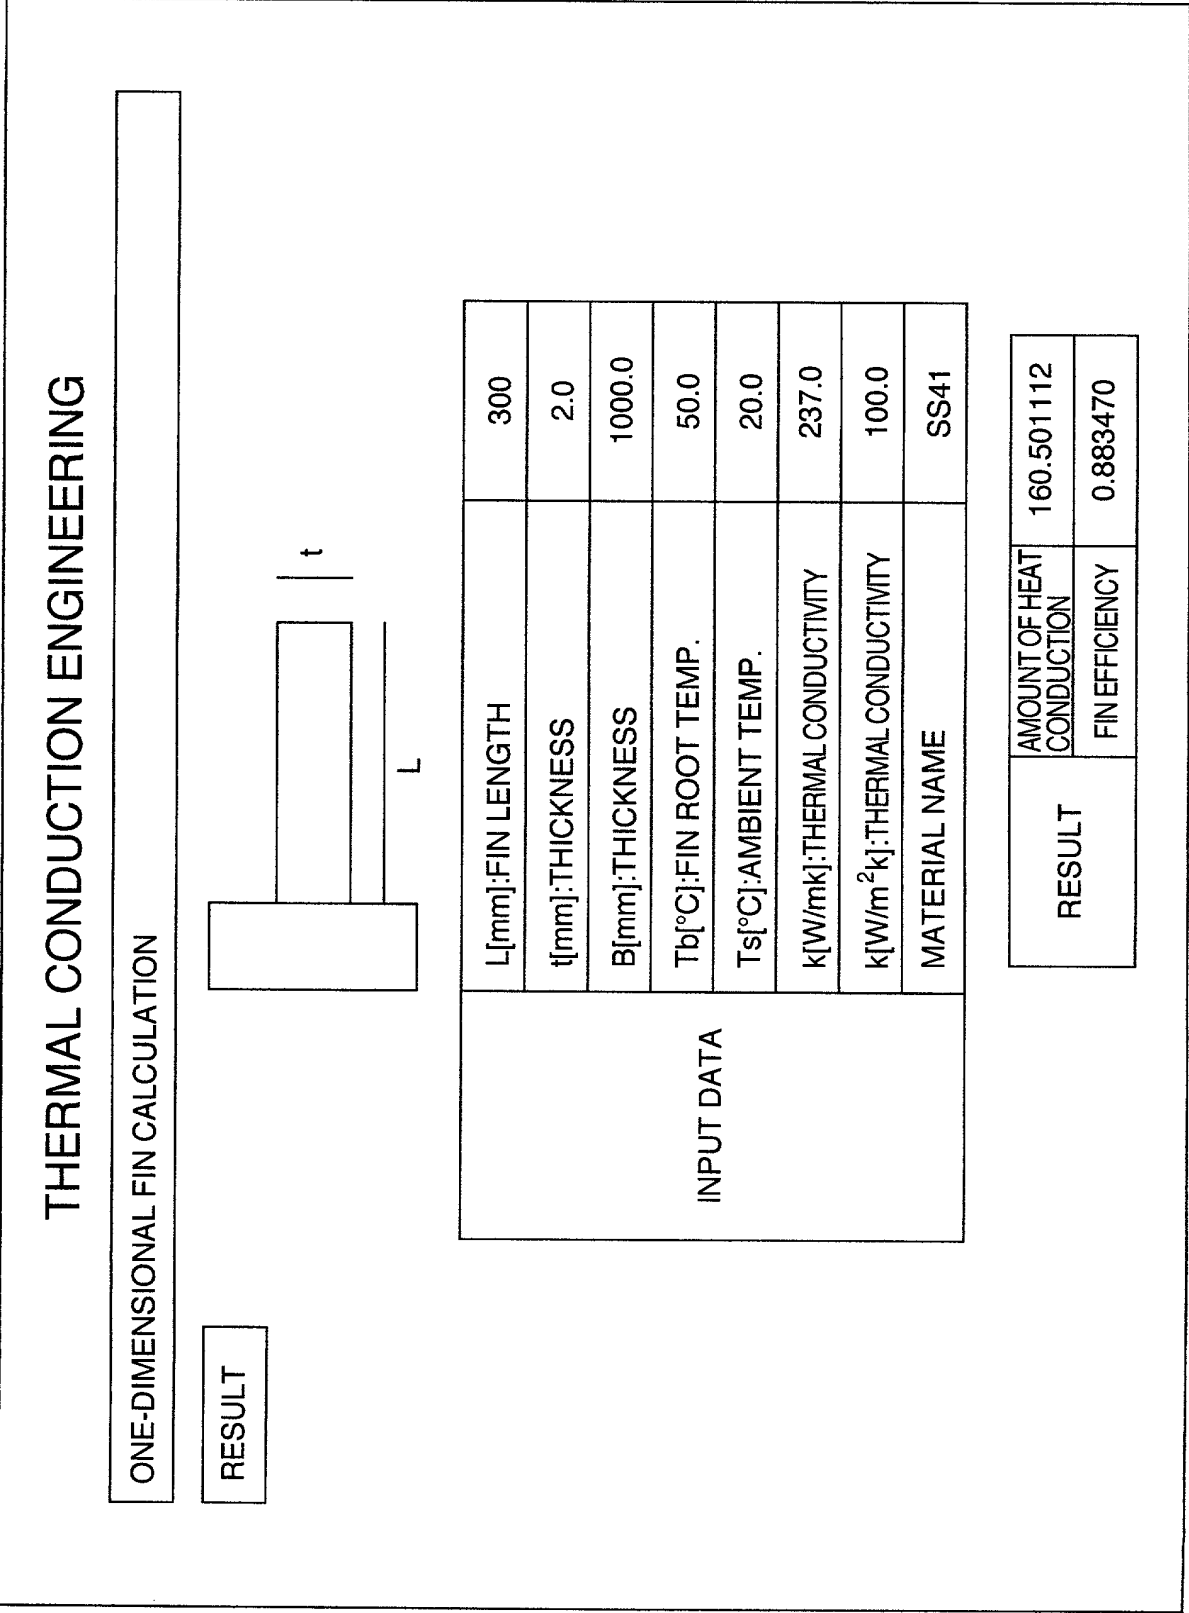 THERMAL CONDUCTION ENGINEERING
ONE-DIMENSIONAL FIN CALCULATION
RESULT
t
L
INPUT DATA
L[mm]:FIN LENGTH 300
t[mm]:THICKNESS 2.0
B[mm]:THICKNESS 1000.0
Tb[°C]:FIN ROOT TEMP. 50.0
Ts[°C]:AMBIENT TEMP. 20.0
k[W/mk]:THERMAL CONDUCTIVITY 237.0
k[W/m²k]:THERMAL CONDUCTIVITY 100.0
MATERIAL NAME SS41
RESULT
AMOUNT OF HEAT
CONDUCTION 160.501112
FIN EFFICIENCY 0.883470